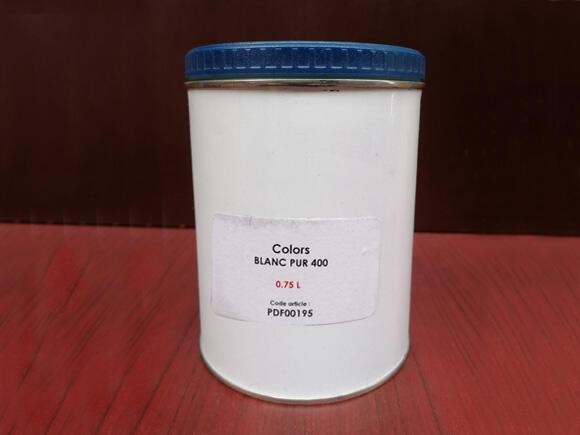 Colors
BLANC PUR 400
0.75 L
Code article :
PDF00195